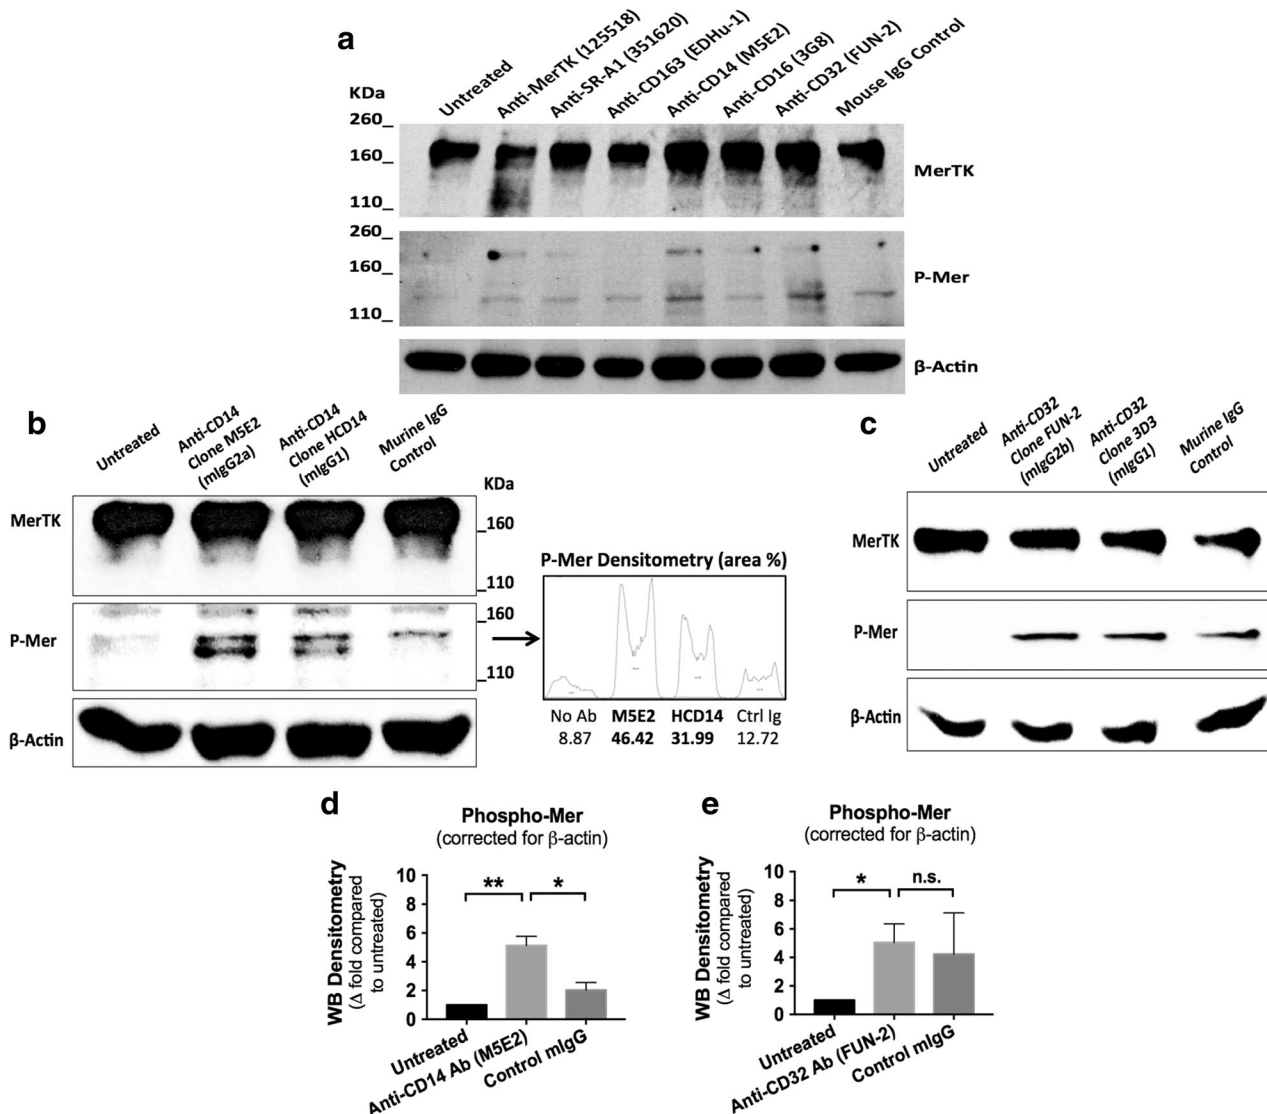 a
Untreated
Anti-MerTK (125518)
Anti-SR-A1 (351620)
Anti-CD163 (EDHu-1)
Anti-CD14 (M5E2)
Anti-CD16 (3G8)
Anti-CD32 (FUN-2)
Mouse IgG Control
KDa
260_
160_
110_
MerTK
260_
160_
110_
P-Mer
β-Actin
b
Untreated
Anti-CD14
Clone M5E2
(mIgG2a)
Anti-CD14
Clone HCD14
(mIgG1)
Murine IgG
Control
KDa
MerTK
_160
_110
P-Mer
_160
_110
β-Actin
P-Mer Densitometry (area %)
No Ab M5E2 HCD14 Ctrl Ig
8.87 46.42 31.99 12.72
c
Untreated
Anti-CD32
Clone FUN-2
(mIgG2b)
Anti-CD32
Clone 3D3
(mIgG1)
Murine IgG
Control
MerTK
P-Mer
β-Actin
d
Phospho-Mer
(corrected for β-actin)
WB Densitometry
(Δ fold compared
to untreated)
10
8
6
4
2
0
**
*
Untreated
Anti-CD14 Ab (M5E2)
Control mIgG
e
Phospho-Mer
(corrected for β-actin)
WB Densitometry
(Δ fold compared
to untreated)
10
8
6
4
2
0
*
n.s.
Untreated
Anti-CD32 Ab (FUN-2)
Control mIgG